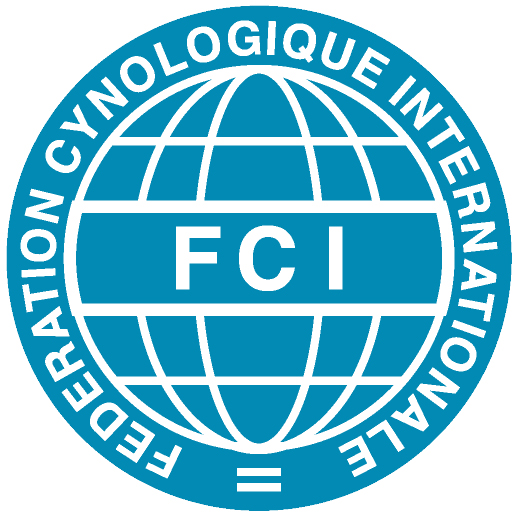 FEDERATION CYNOLOGIQUE INTERNATIONALE
FCI
=